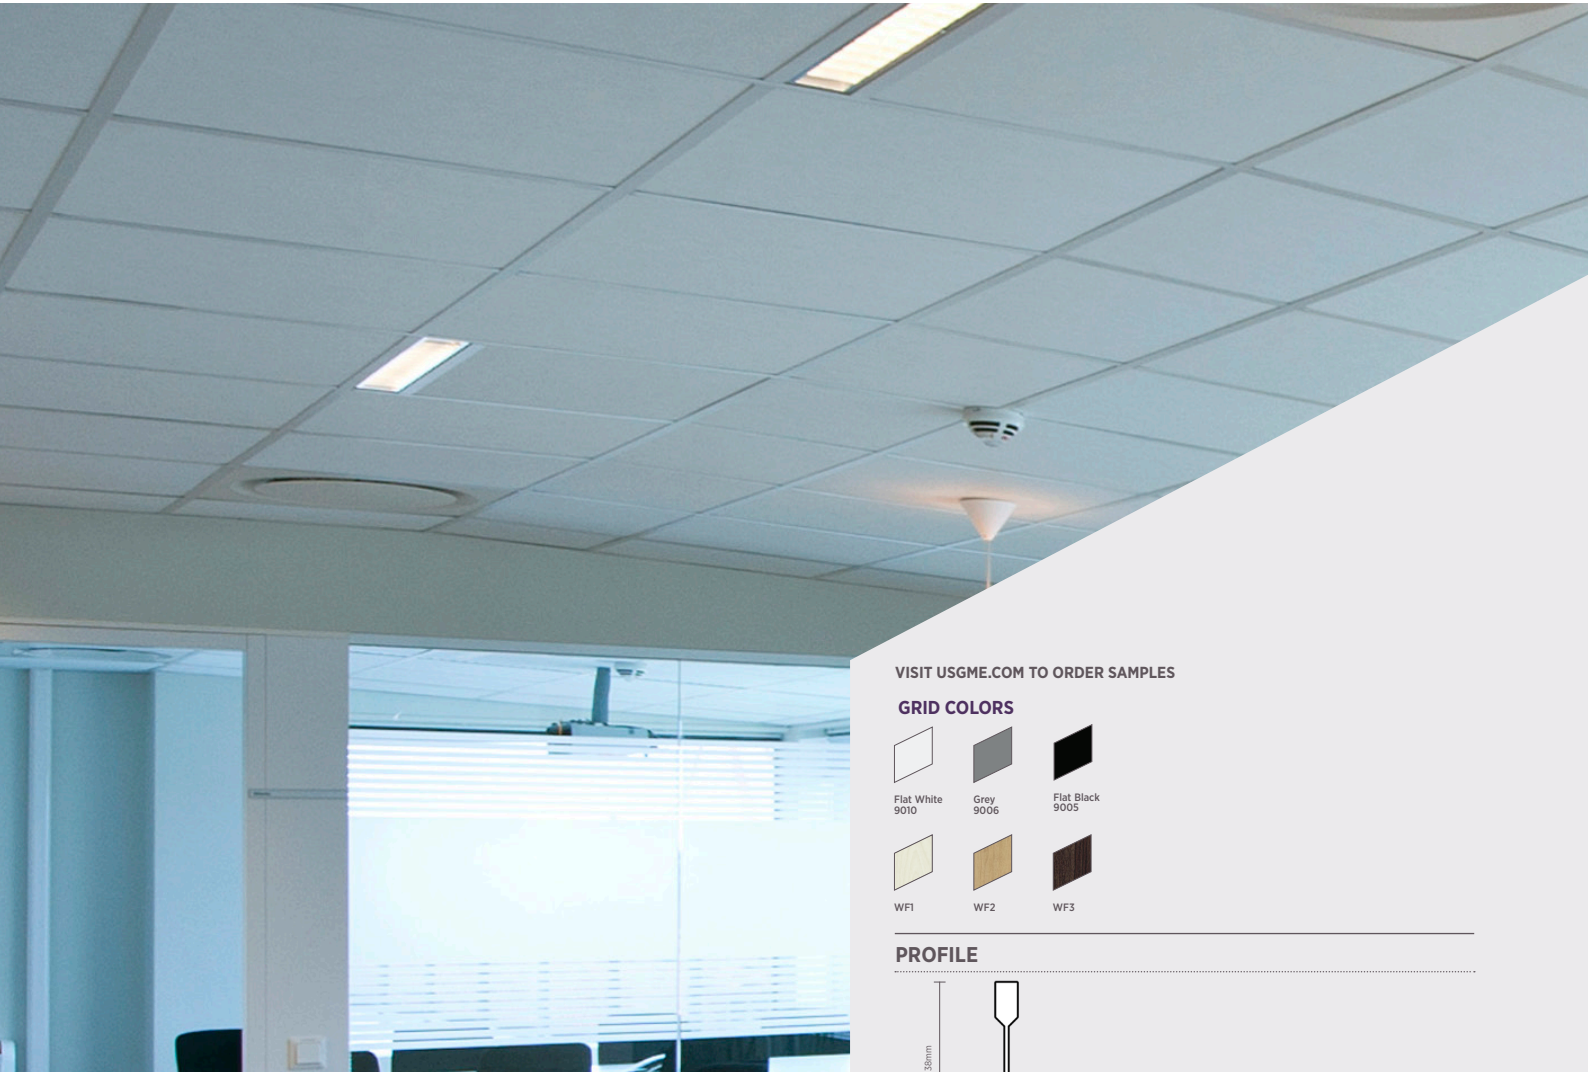 VISIT USGME.COM TO ORDER SAMPLES
GRID COLORS
Flat White
9010
Grey
9006
Flat Black
9005
WF1
WF2
WF3
PROFILE
38mm